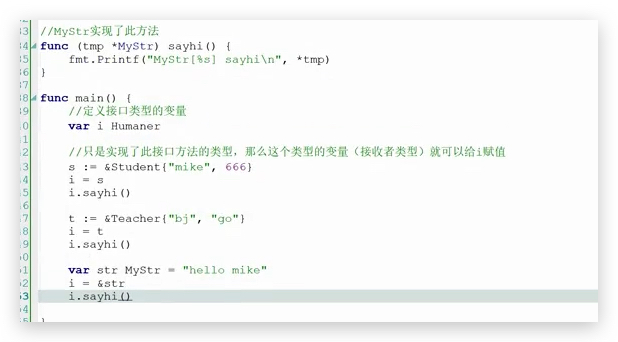 33 //MyStr实现了此方法
34 func (tmp *MyStr) sayhi() {
35     fmt.Printf("MyStr[%s] sayhi\n", *tmp)
36 }
37
38 func main() {
39     //定义接口类型的变量
40     var i Humaner
41
42     //只是实现了此接口方法的类型，那么这个类型的变量（接收者类型）就可以给i赋值
43     s := &Student{"mike", 666}
44     i = s
45     i.sayhi()
46
47     t := &Teacher{"bj", "go"}
48     i = t
49     i.sayhi()
50
51     var str MyStr = "hello mike"
52     i = &str
53     i.sayhi()
54
55 }